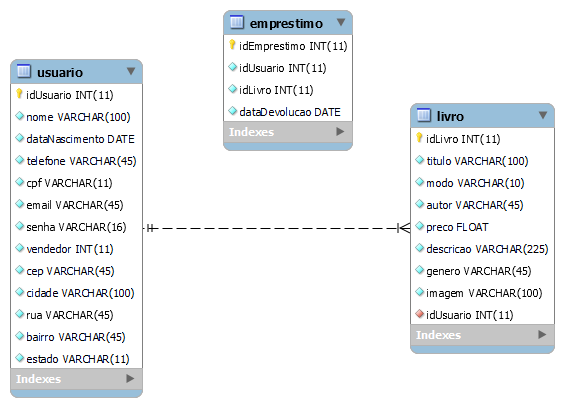 usuario
idUsuario INT(11)
nome VARCHAR(100)
dataNascimento DATE
telefone VARCHAR(45)
cpf VARCHAR(11)
email VARCHAR(45)
senha VARCHAR(16)
vendedor INT(11)
cep VARCHAR(45)
cidade VARCHAR(100)
rua VARCHAR(45)
bairro VARCHAR(45)
estado VARCHAR(11)
Indexes
emprestimo
idEmprestimo INT(11)
idUsuario INT(11)
idLivro INT(11)
dataDevolucao DATE
Indexes
livro
idLivro INT(11)
titulo VARCHAR(100)
modo VARCHAR(10)
autor VARCHAR(45)
preco FLOAT
descricao VARCHAR(225)
genero VARCHAR(45)
imagem VARCHAR(100)
idUsuario INT(11)
Indexes